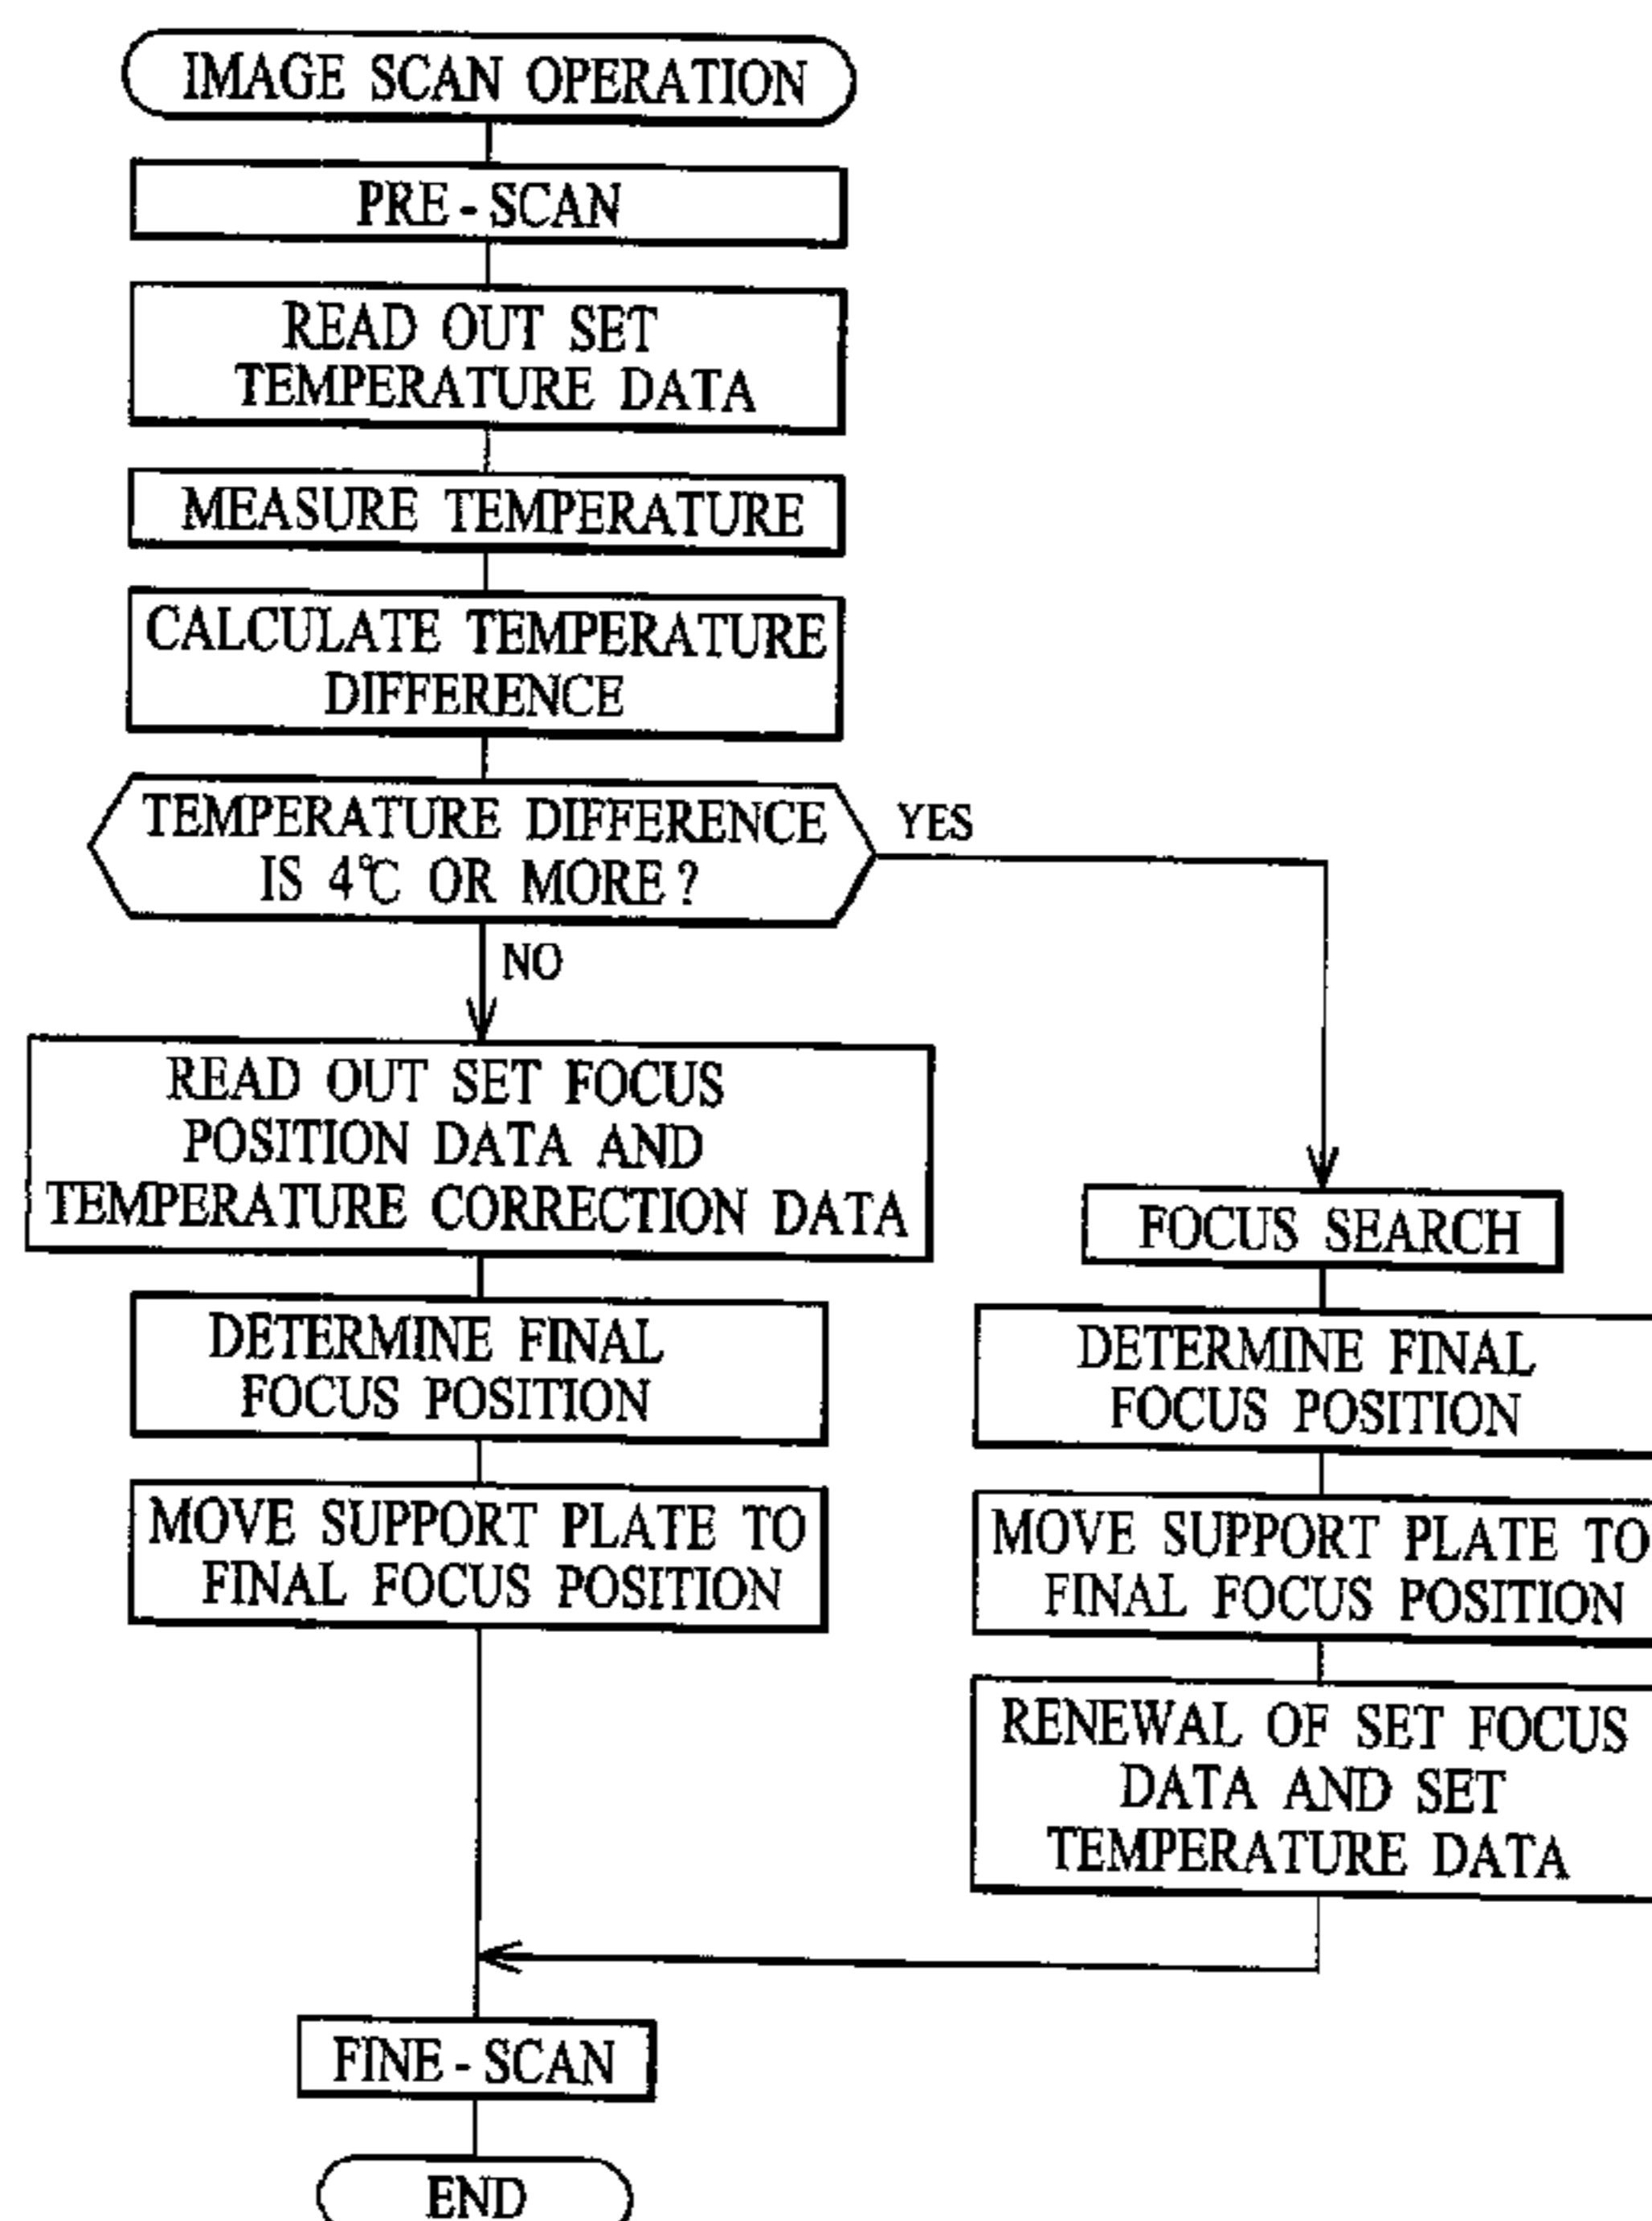 IMAGE SCAN OPERATION
PRE - SCAN
READ OUT SET
TEMPERATURE DATA
MEASURE TEMPERATURE
CALCULATE TEMPERATURE
DIFFERENCE
TEMPERATURE DIFFERENCE
IS 4℃ OR MORE ?
YES
NO
READ OUT SET FOCUS
POSITION DATA AND
TEMPERATURE CORRECTION DATA
DETERMINE FINAL
FOCUS POSITION
MOVE SUPPORT PLATE TO
FINAL FOCUS POSITION
FOCUS SEARCH
DETERMINE FINAL
FOCUS POSITION
MOVE SUPPORT PLATE TO
FINAL FOCUS POSITION
RENEWAL OF SET FOCUS
DATA AND SET
TEMPERATURE DATA
FINE - SCAN
END